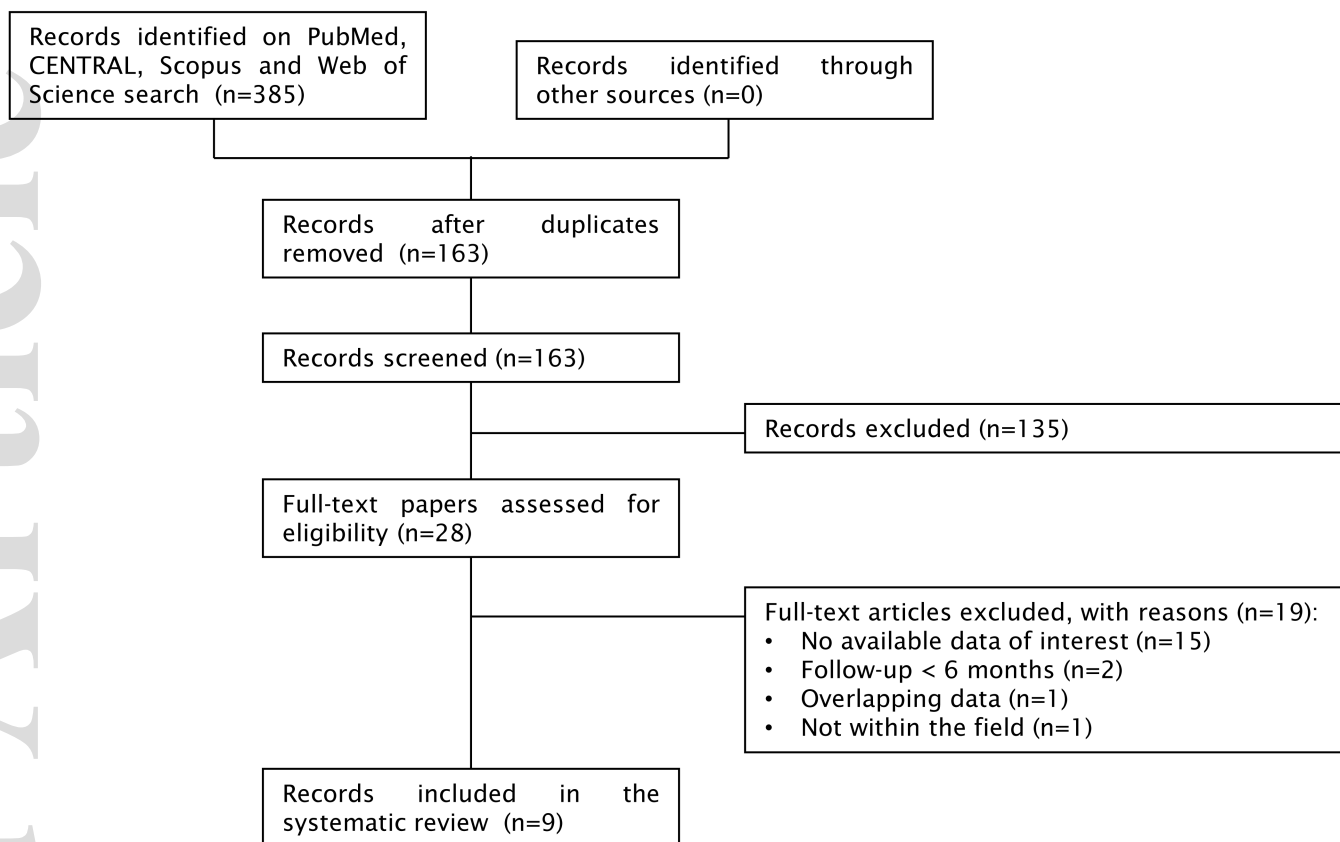 Records identified on PubMed,
CENTRAL, Scopus and Web of
Science search (n=385)
Records identified through
other sources (n=0)
Records after duplicates
removed (n=163)
Records screened (n=163)
Records excluded (n=135)
Full-text papers assessed for
eligibility (n=28)
Full-text articles excluded, with reasons (n=19):
• No available data of interest (n=15)
• Follow-up < 6 months (n=2)
• Overlapping data (n=1)
• Not within the field (n=1)
Records included in the
systematic review (n=9)